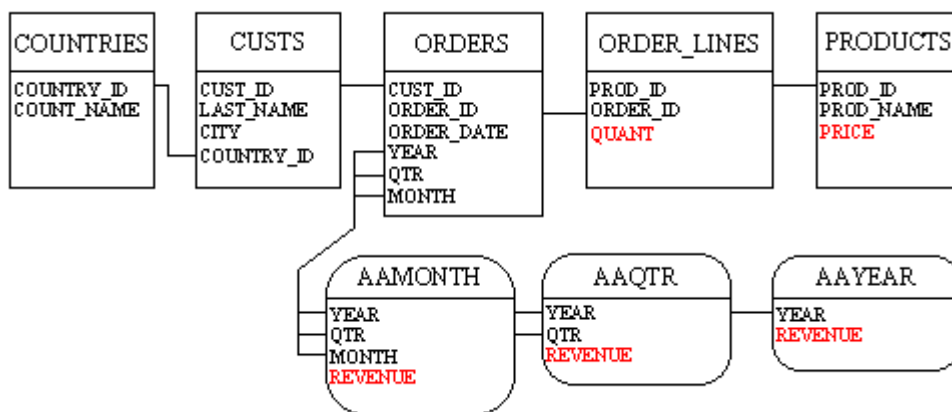 COUNTRIES
COUNTRY_ID
COUNT_NAME
CUSTS
CUST_ID
LAST_NAME
CITY
COUNTRY_ID
ORDERS
CUST_ID
ORDER_ID
ORDER_DATE
YEAR
QTR
MONTH
ORDER_LINES
PROD_ID
ORDER_ID
QUANT
PRODUCTS
PROD_ID
PROD_NAME
PRICE
AAMONTH
YEAR
QTR
MONTH
REVENUE
AAQTR
YEAR
QTR
REVENUE
AAYEAR
YEAR
REVENUE